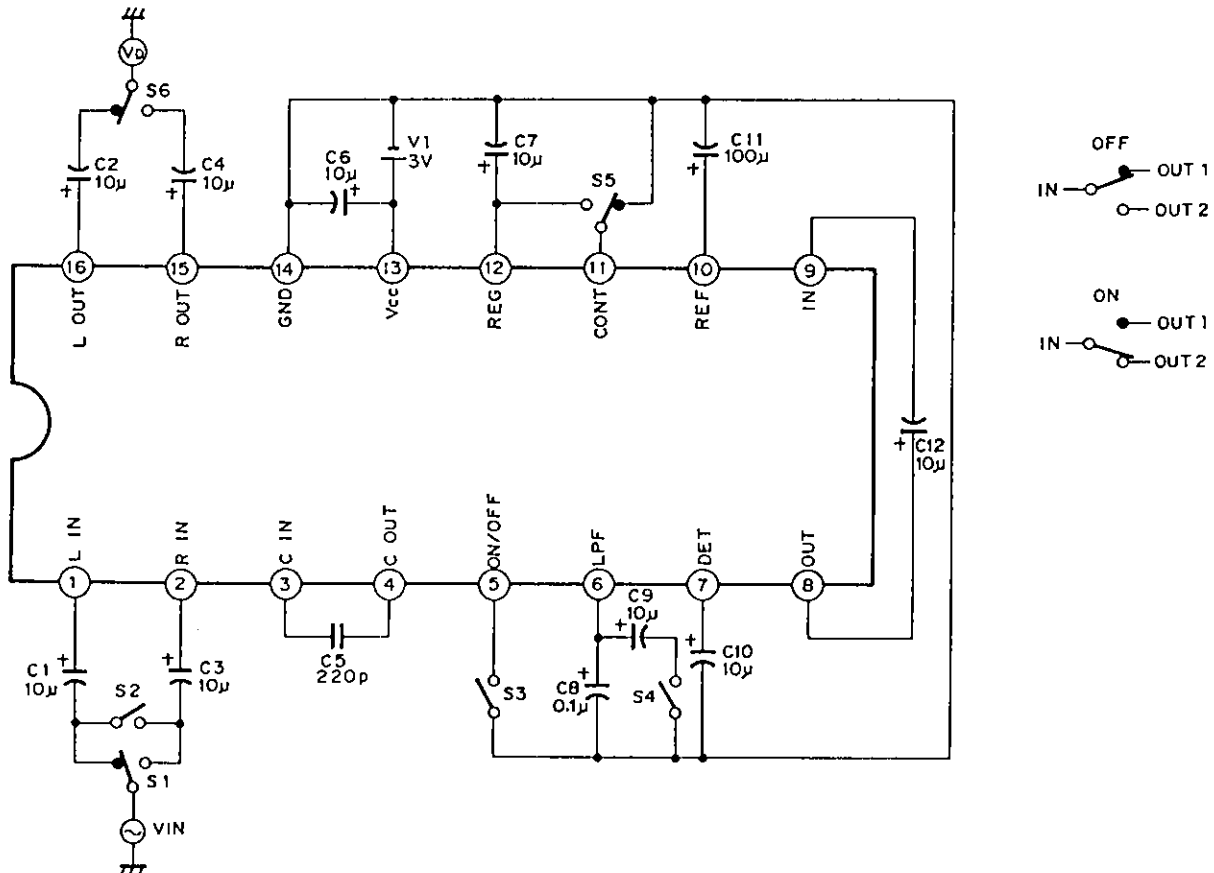 VD
S6
C2
10μ
C4
10μ
C6
10μ
V1
3V
C7
10μ
S5
C11
100μ
OFF
IN
OUT 1
OUT 2
ON
IN
OUT 1
OUT 2
16
15
14
13
12
11
10
9
L OUT
R OUT
GND
Vcc
REG
CONT
REF
IN
C12
10μ
L IN
R IN
C IN
C OUT
ON/OFF
LPF
DET
OUT
1
2
3
4
5
6
7
8
C1
10μ
C3
10μ
S2
S1
VIN
C5
220p
S3
C8
0.1μ
C9
10μ
S4
C10
10μ
+
+
+
+
+
+
+
+
+
+
+